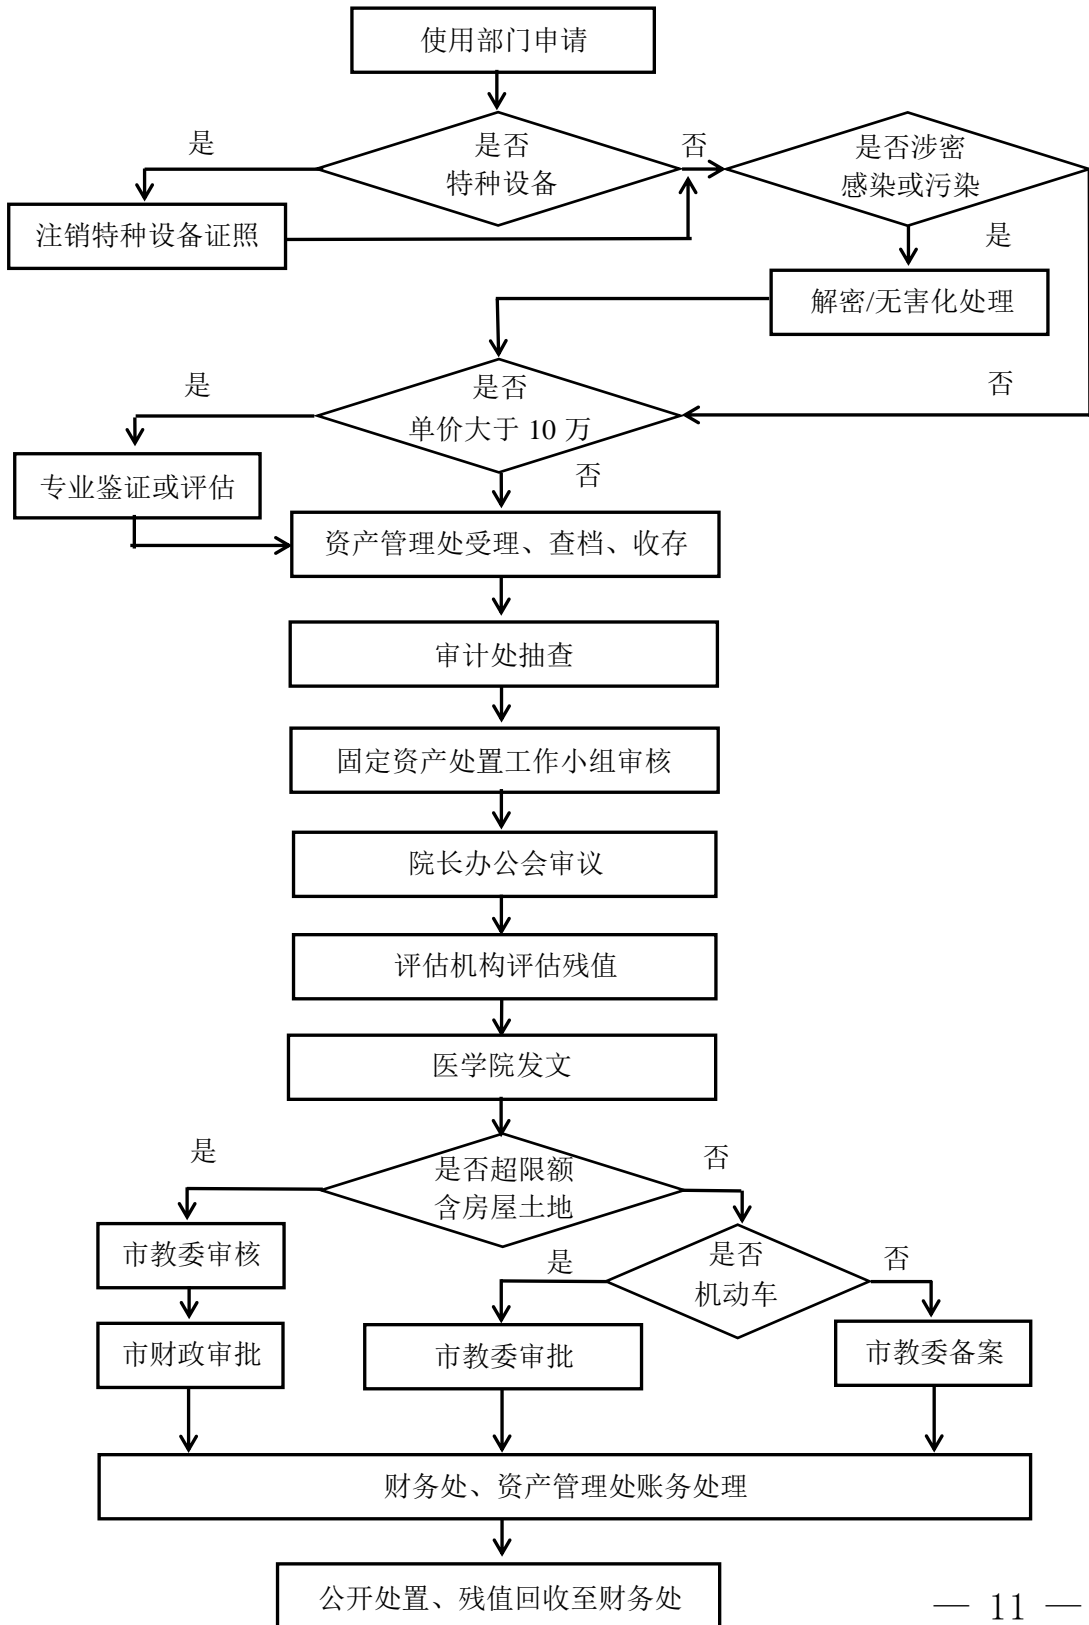 使用部门申请
是
是否
特种设备
否
是否涉密
感染或污染
注销特种设备证照
是
解密/无害化处理
是
是否
单价大于 10 万
否
专业鉴证或评估
否
资产管理处受理、查档、收存
审计处抽查
固定资产处置工作小组审核
院长办公会审议
评估机构评估残值
医学院发文
是
是否超限额
含房屋土地
否
市教委审核
是
是否
机动车
否
市财政审批
市教委审批
市教委备案
财务处、资产管理处账务处理
公开处置、残值回收至财务处
— 11 —